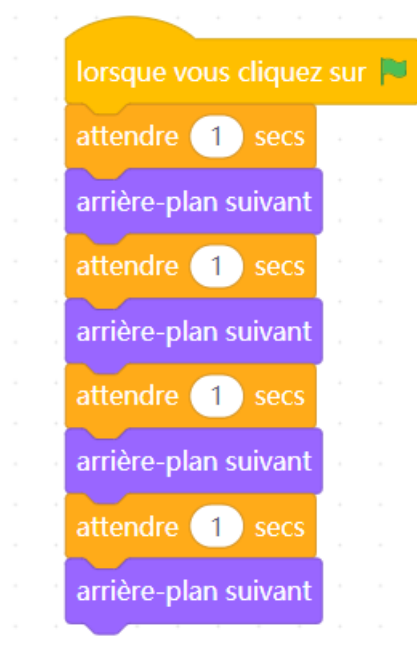 lorsque vous cliquez sur
attendre 1 secs
arrière-plan suivant
attendre 1 secs
arrière-plan suivant
attendre 1 secs
arrière-plan suivant
attendre 1 secs
arrière-plan suivant